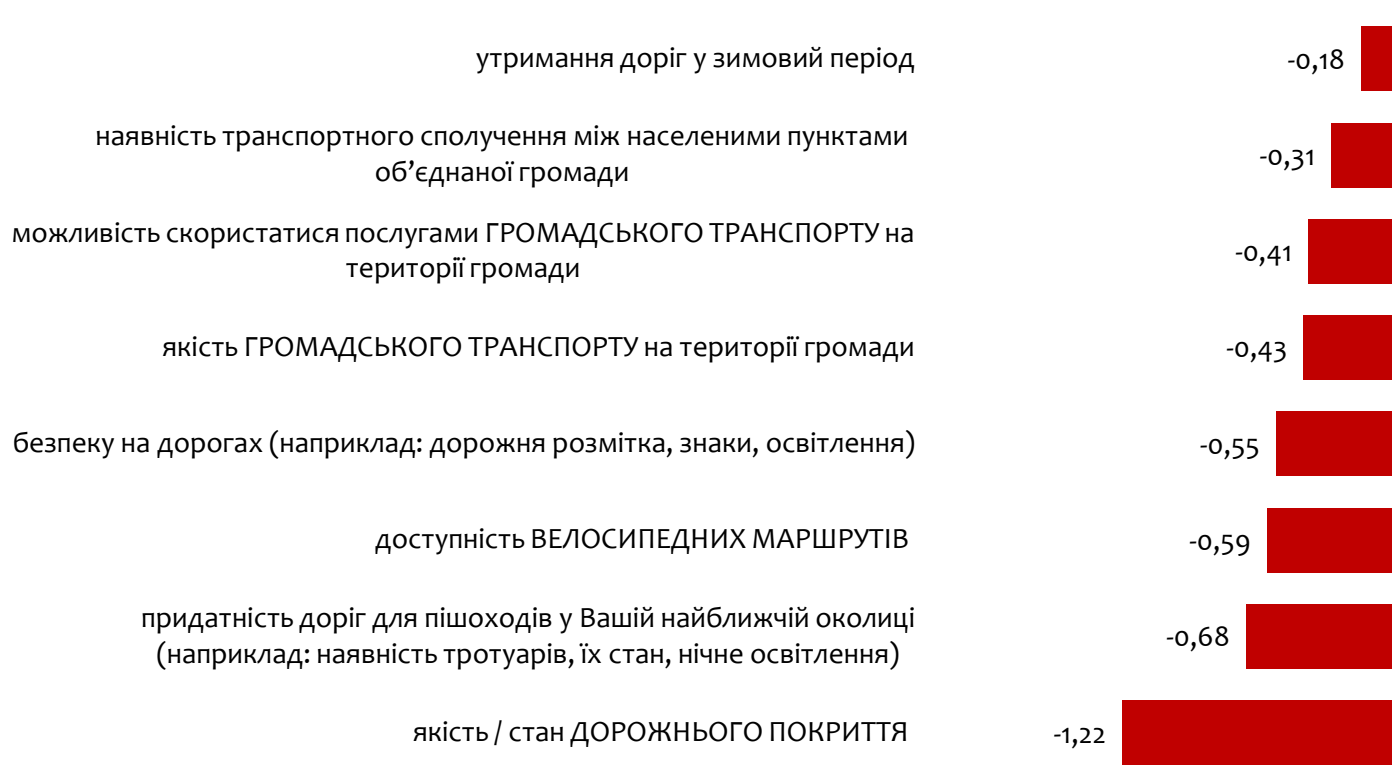 утримання доріг у зимовий період
-0,18
наявність транспортного сполучення між населеними пунктами
об’єднаної громади
-0,31
можливість скористатися послугами ГРОМАДСЬКОГО ТРАНСПОРТУ на
території громади
-0,41
якість ГРОМАДСЬКОГО ТРАНСПОРТУ на території громади
-0,43
безпеку на дорогах (наприклад: дорожня розмітка, знаки, освітлення)
-0,55
доступність ВЕЛОСИПЕДНИХ МАРШРУТІВ
-0,59
придатність доріг для пішоходів у Вашій найближчій околиці
(наприклад: наявність тротуарів, їх стан, нічне освітлення)
-0,68
якість / стан ДОРОЖНЬОГО ПОКРИТТЯ
-1,22